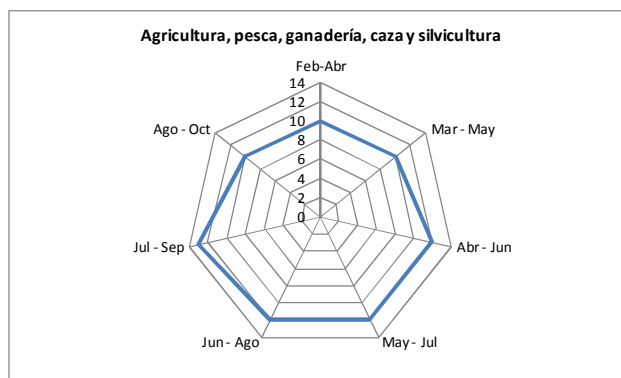 Agricultura, pesca, ganadería, caza y silvicultura
Feb-Abr
14
12
10
8
6
4
2
0
Mar - May
Abr - Jun
May - Jul
Jun - Ago
Jul - Sep
Ago - Oct